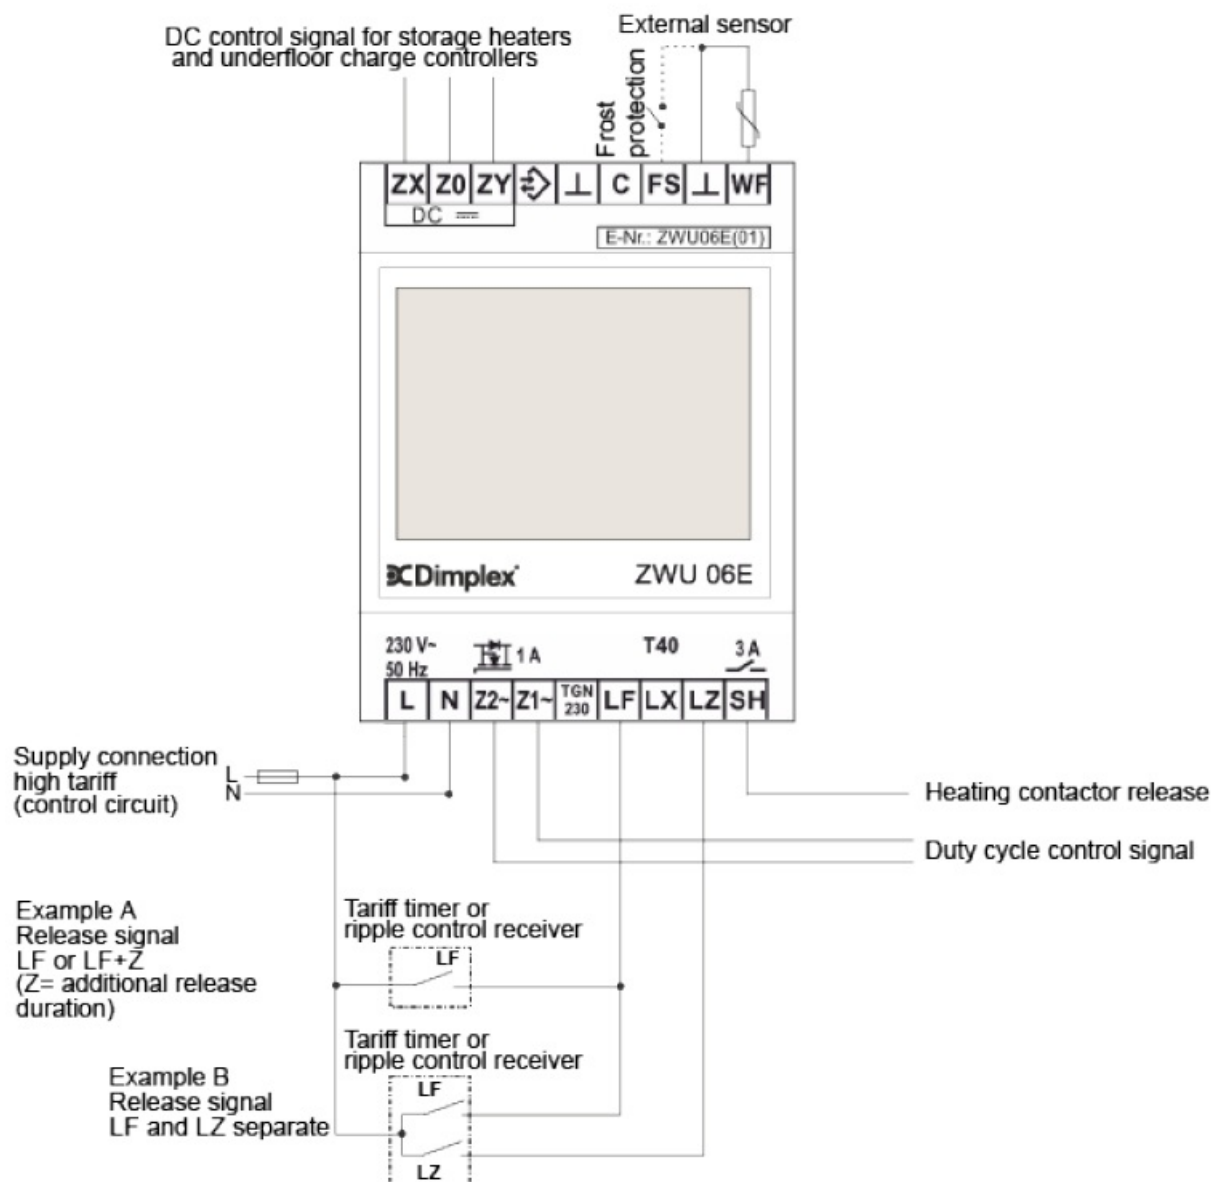 External sensor
DC control signal for storage heaters
and underfloor charge controllers
Frost
protection
ZX Z0 ZY ⊥ C FS ⊥ WF
DC
E-Nr.: ZWU06E(01)
Dimplex ZWU 06E
230 V~
50 Hz
1 A
T40
3 A
L N Z2~ Z1~ TGN 230 LF LX LZ SH
Supply connection
high tariff
(control circuit)
L
N
Heating contactor release
Duty cycle control signal
Example A
Release signal
LF or LF+Z
(Z= additional release
duration)
Tariff timer or
ripple control receiver
LF
Tariff timer or
ripple control receiver
Example B
Release signal
LF and LZ separate
LF
LZ